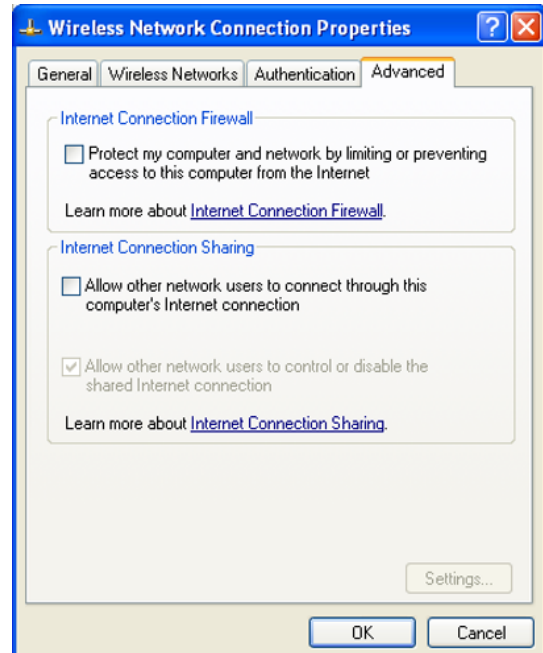 Wireless Network Connection Properties
General Wireless Networks Authentication Advanced
Internet Connection Firewall
Protect my computer and network by limiting or preventing
access to this computer from the Internet
Learn more about Internet Connection Firewall.
Internet Connection Sharing
Allow other network users to connect through this
computer's Internet connection
Allow other network users to control or disable the
shared Internet connection
Learn more about Internet Connection Sharing.
Settings...
OK Cancel